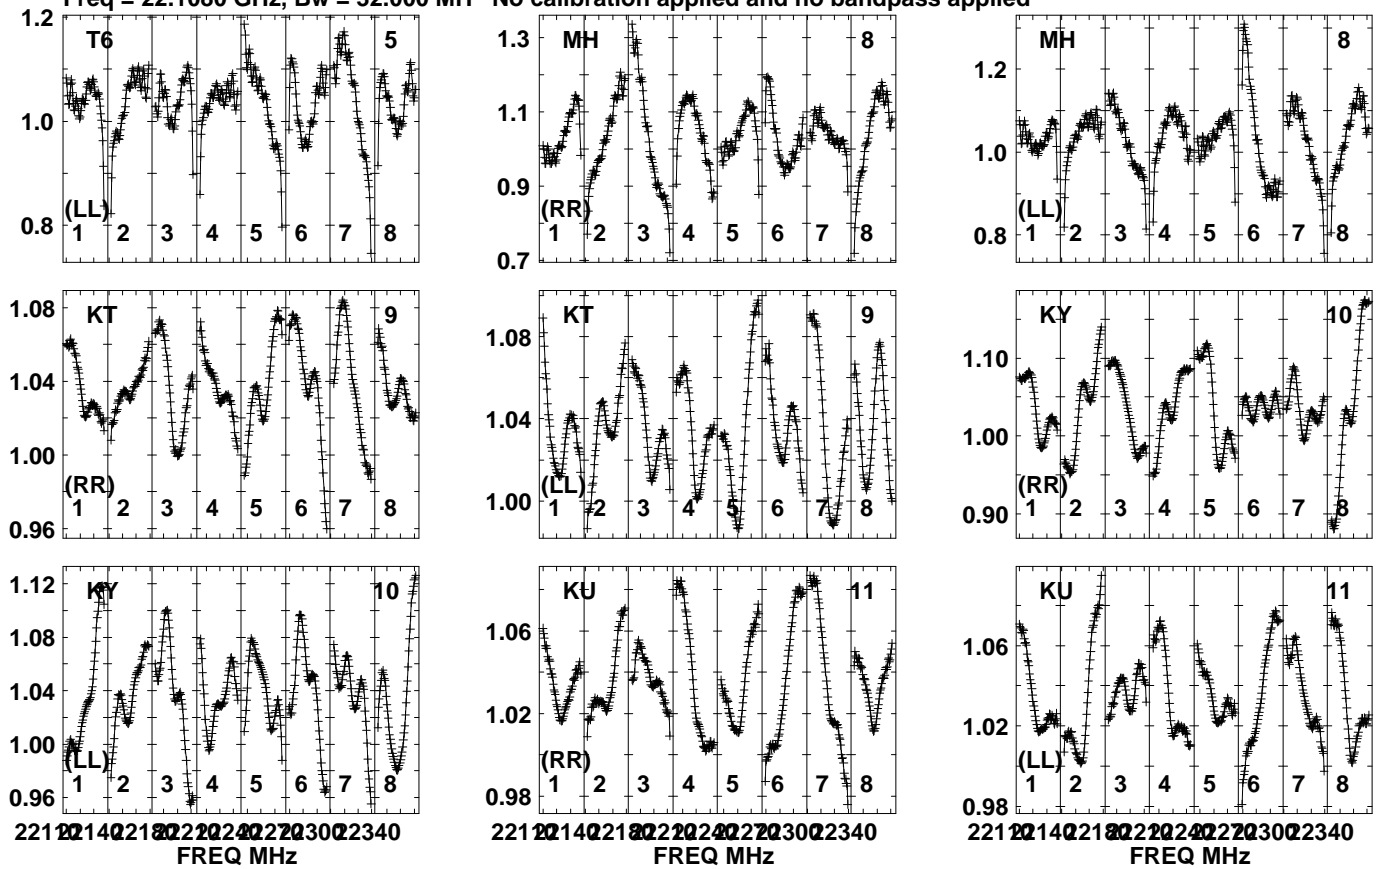 Freq = 22.1080 GHz, Bw = 32.000 MH No calibration applied and no bandpass applied
1.2 T6 5
1.0
0.8 (LL) 1 2 3 4 5 6 7 8
1.3 MH 8
1.1
0.9 (RR)
0.7 1 2 3 4 5 6 7 8
1.2 MH 8
1.0
0.8 (LL) 1 2 3 4 5 6 7 8
1.08 KT 9
1.04
1.00 (RR)
0.96 1 2 3 4 5 6 7 8
1.08 KT 9
1.04
1.00 (LL) 1 2 3 4 5 6 7 8
1.10 KY 10
1.00
0.90 (RR) 1 2 3 4 5 6 7 8
1.12 KY 10
1.08
1.04
1.00 (LL)
0.96 1 2 3 4 5 6 7 8
1.06 KU 11
1.02 (RR)
0.98 1 2 3 4 5 6 7 8
1.06 KU 11
1.02 (LL)
0.98 1 2 3 4 5 6 7 8
FREQ MHz
FREQ MHz
FREQ MHz